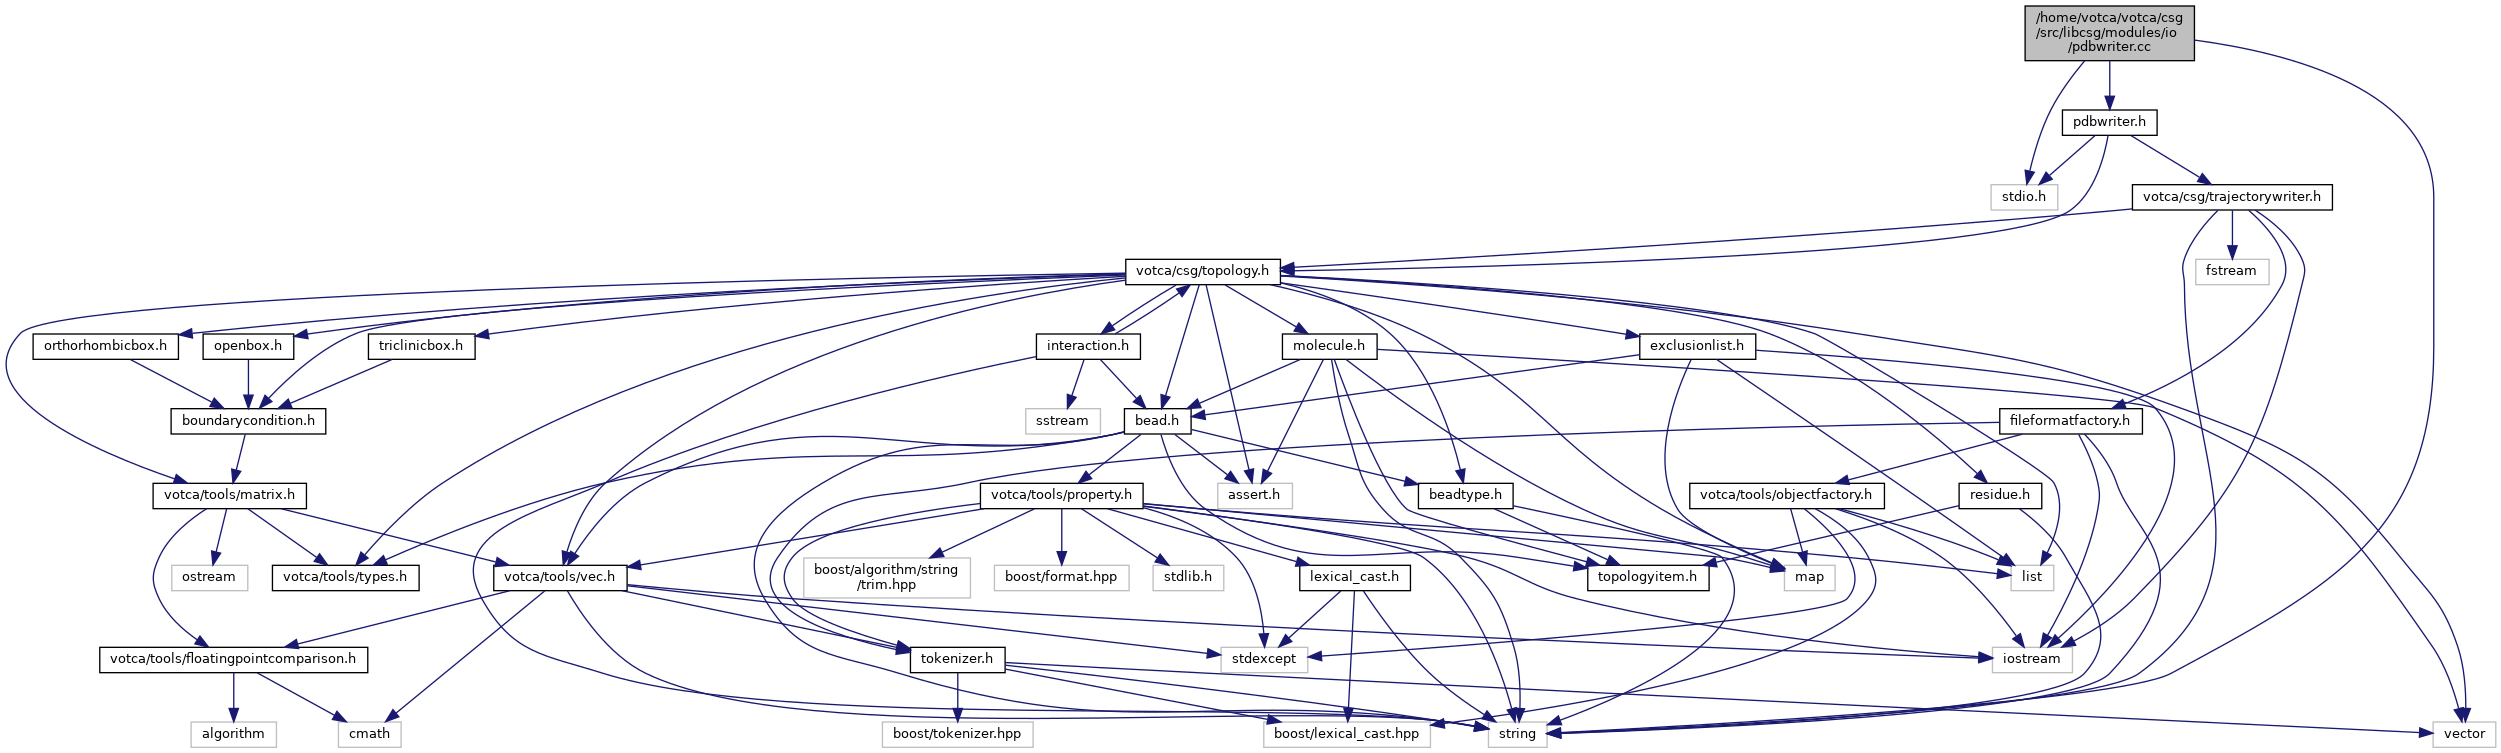 /home/votca/votca/csg
/src/libcsg/modules/io
/pdbwriter.cc
pdbwriter.h
stdio.h
votca/csg/trajectorywriter.h
votca/csg/topology.h
fstream
orthorhombicbox.h
openbox.h
triclinicbox.h
interaction.h
molecule.h
exclusionlist.h
boundarycondition.h
sstream
bead.h
fileformatfactory.h
votca/tools/matrix.h
votca/tools/property.h
assert.h
beadtype.h
votca/tools/objectfactory.h
residue.h
ostream
votca/tools/types.h
votca/tools/vec.h
boost/algorithm/string
/trim.hpp
boost/format.hpp
stdlib.h
lexical_cast.h
topologyitem.h
map
list
votca/tools/floatingpointcomparison.h
tokenizer.h
stdexcept
iostream
algorithm
cmath
boost/tokenizer.hpp
boost/lexical_cast.hpp
string
vector